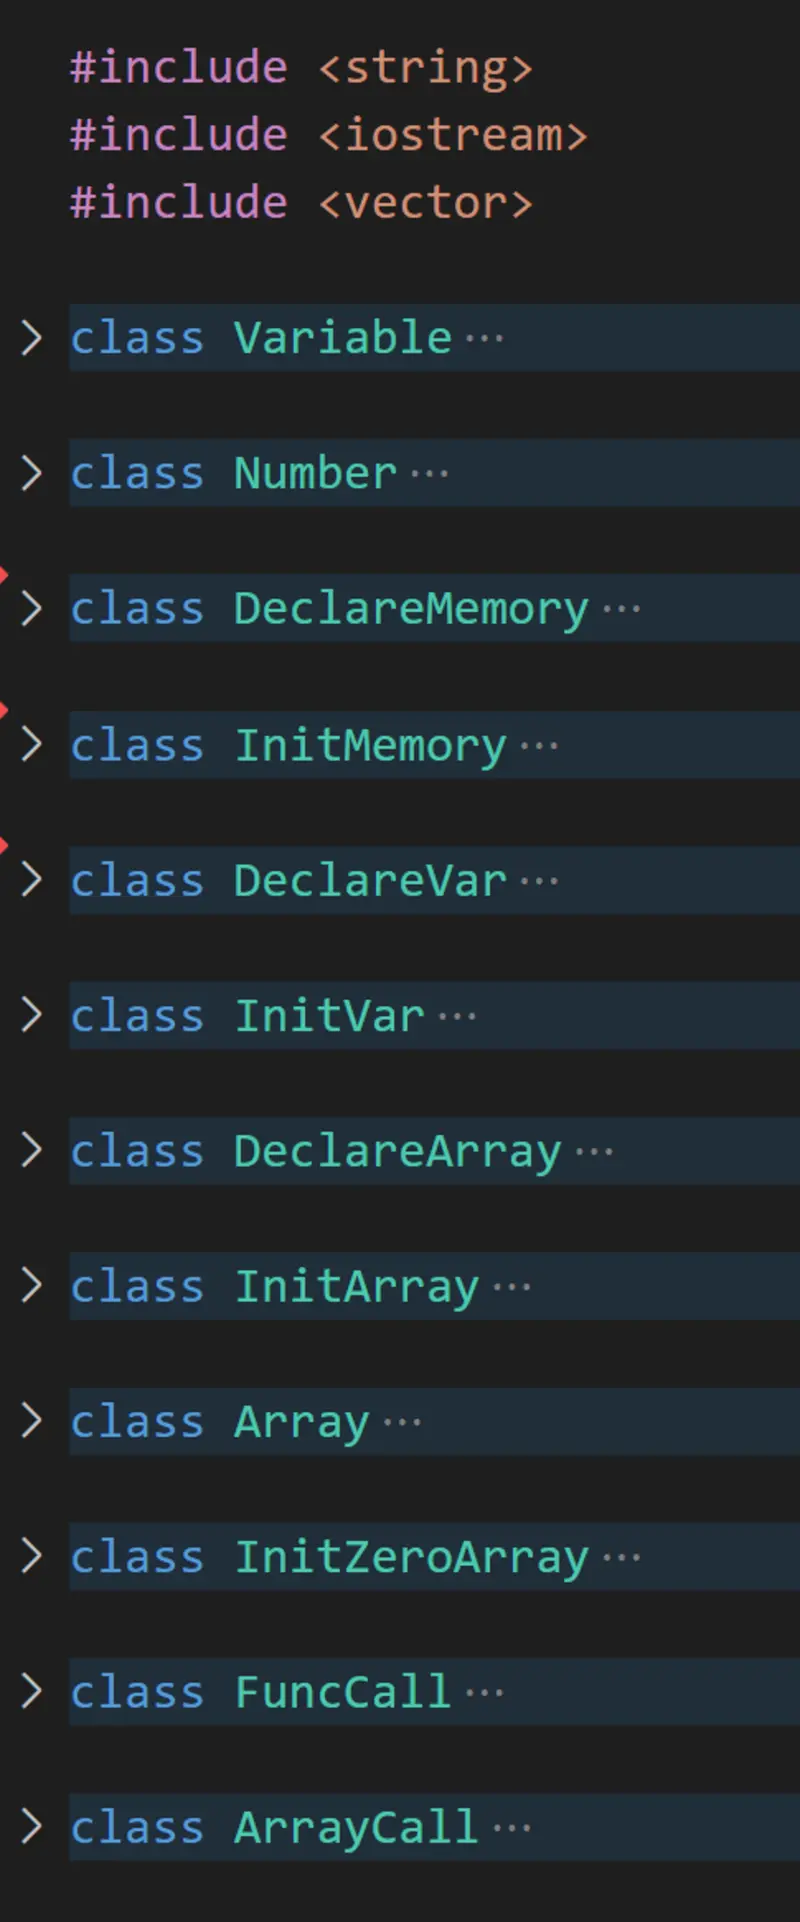 #include <string>
#include <iostream>
#include <vector>
class Variable ···
class Number ···
class DeclareMemory ···
class InitMemory ···
class DeclareVar ···
class InitVar ···
class DeclareArray ···
class InitArray ···
class Array ···
class InitZeroArray ···
class FuncCall ···
class ArrayCall ···